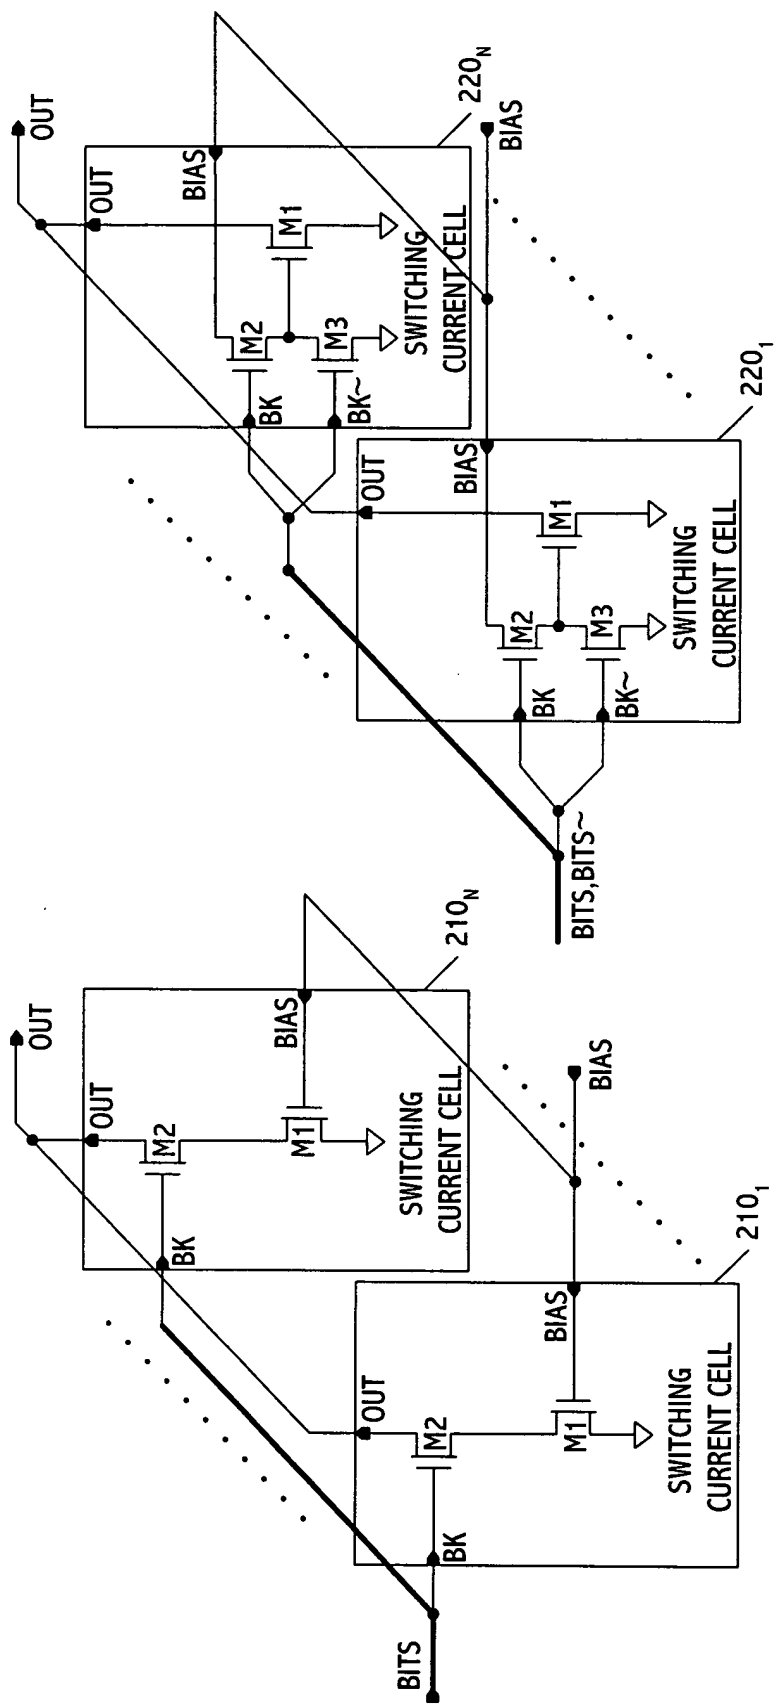 OUT
OUT
BK
M2
M1
BIAS
SWITCHING
CURRENT CELL
210N
BITS
OUT
BK
M2
M1
BIAS
BIAS
SWITCHING
CURRENT CELL
2101
OUT
OUT
BIAS
BK
M2
M1
BK~
M3
SWITCHING
CURRENT CELL
220N
BIAS
BITS,BITS~
OUT
BIAS
BK
M2
M1
BK~
M3
SWITCHING
CURRENT CELL
2201